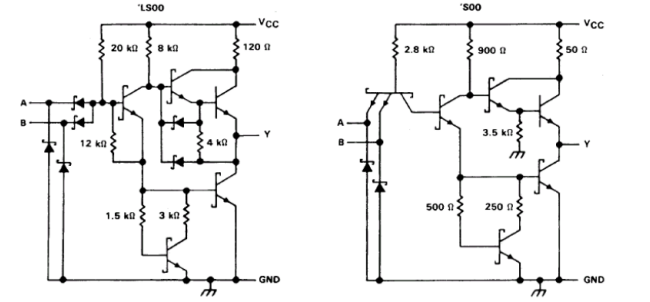 'LS00
VCC
20 kΩ
8 kΩ
120 Ω
A
B
12 kΩ
4 kΩ
Y
1.5 kΩ
3 kΩ
GND
'S00
VCC
2.8 kΩ
900 Ω
50 Ω
A
B
3.5 kΩ
Y
500 Ω
250 Ω
GND